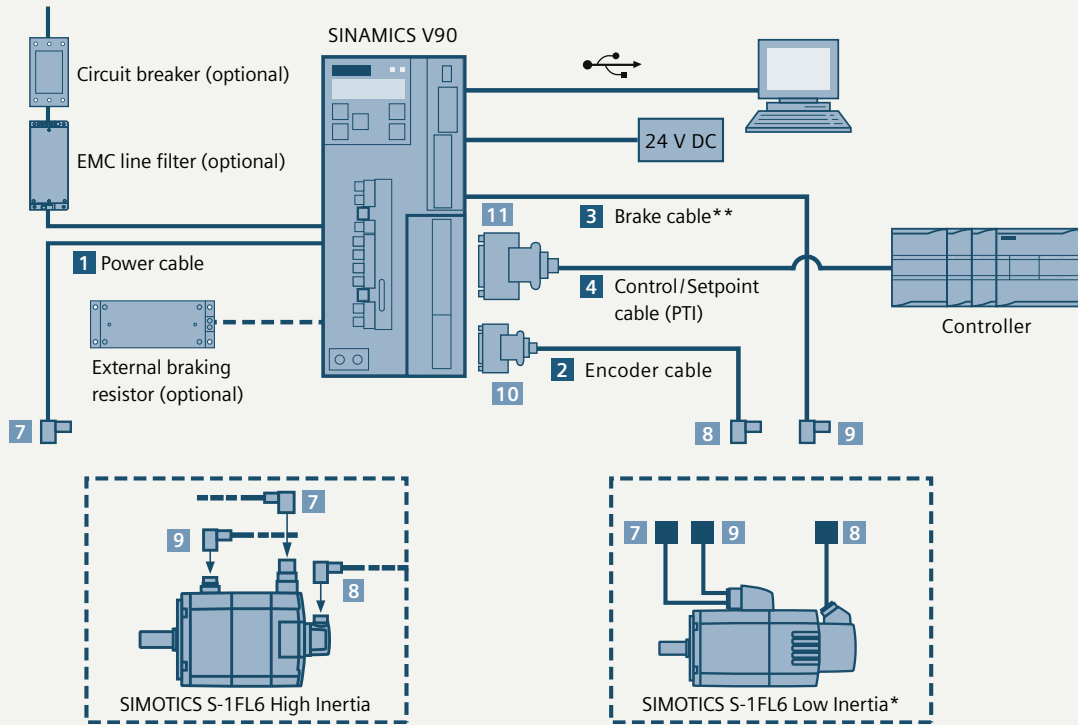 SINAMICS V90
Circuit breaker (optional)
EMC line filter (optional)
24 V DC
11
3 Brake cable**
1 Power cable
4 Control/Setpoint
cable (PTI)
Controller
External braking
resistor (optional)
2 Encoder cable
10
7
8
9
7
9
8
SIMOTICS S-1FL6 High Inertia
7
9
8
SIMOTICS S-1FL6 Low Inertia*